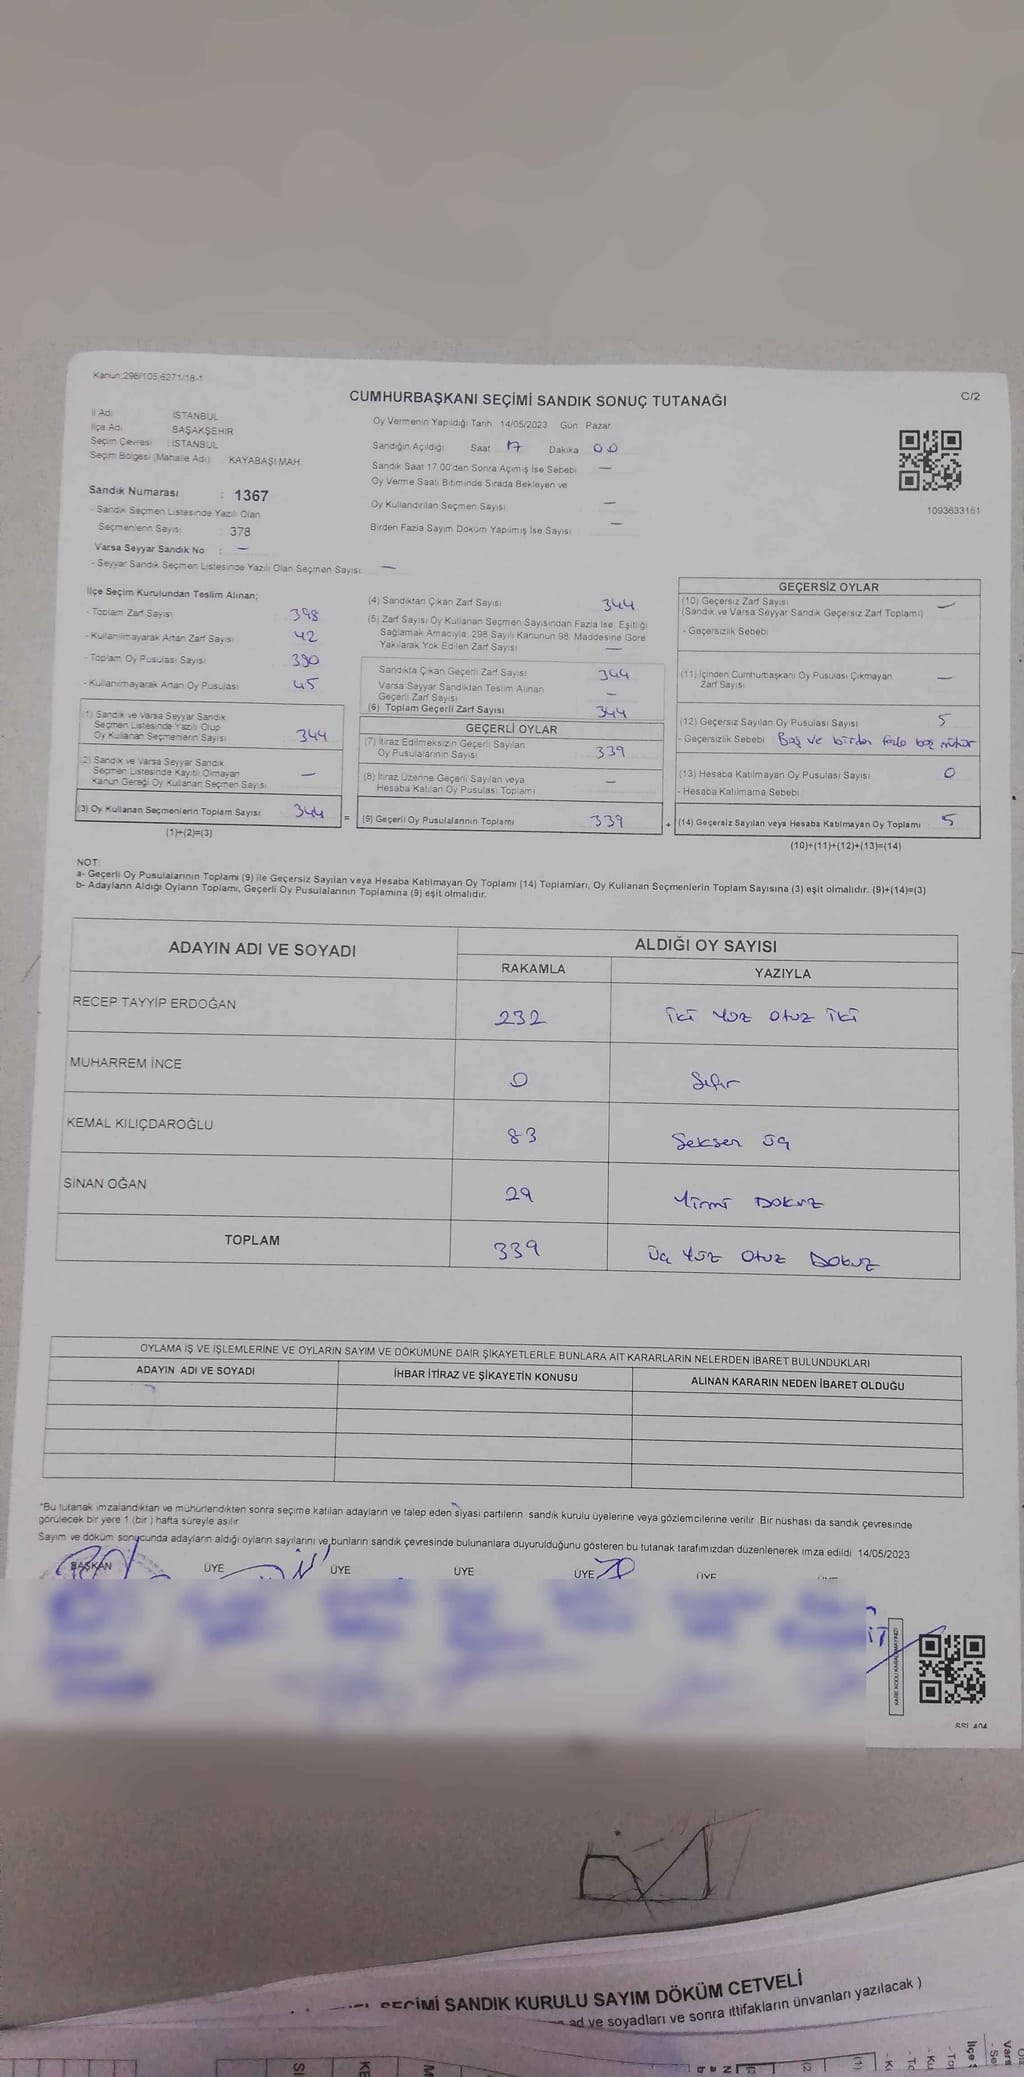 Kanun:298/105,6271/18-1
CUMHURBAŞKANI SEÇİMİ SANDIK SONUÇ TUTANAĞI
C/2
İl Adı : İSTANBUL
İlçe Adı : BAŞAKŞEHİR
Seçim Çevresi : İSTANBUL
Seçim Bölgesi (Mahalle Adı) : KAYABAŞI MAH.
Oy Vermenin Yapıldığı Tarih 14/05/2023 Gün Pazar
Sandığın Açıldığı Saat 17 Dakika 00
Sandık Saat 17.00'den Sonra Açılmış İse Sebebi —
Oy Verme Saati Bitiminde Sırada Bekleyen ve
Oy Kullandırılan Seçmen Sayısı —
Birden Fazla Sayım Döküm Yapılmış İse Sayısı —
1093633151
Sandık Numarası : 1367
- Sandık Seçmen Listesinde Yazılı Olan
Seçmenlerin Sayısı : 378
Varsa Seyyar Sandık No : —
- Seyyar Sandık Seçmen Listesinde Yazılı Olan Seçmen Sayısı: —
İlçe Seçim Kurulundan Teslim Alınan;
- Toplam Zarf Sayısı 398
- Kullanılmayarak Artan Zarf Sayısı 42
- Toplam Oy Pusulası Sayısı 390
- Kullanılmayarak Artan Oy Pusulası 45
(1) Sandık ve Varsa Seyyar Sandık
Seçmen Listesinde Yazılı Olup
Oy Kullanan Seçmenlerin Sayısı 344
(2) Sandık ve Varsa Seyyar Sandık
Seçmen Listesinde Kayıtlı Olmayan
Kanun Gereği Oy Kullanan Seçmen Sayısı —
(3) Oy Kullanan Seçmenlerin Toplam Sayısı 344
(1)+(2)=(3)
(4) Sandıktan Çıkan Zarf Sayısı 344
(5) Zarf Sayısı Oy Kullanan Seçmen Sayısından Fazla İse, Eşitliği
Sağlamak Amacıyla, 298 Sayılı Kanunun 98. Maddesine Göre
Yakılarak Yok Edilen Zarf Sayısı —
Sandıkta Çıkan Geçerli Zarf Sayısı 344
Varsa Seyyar Sandıktan Teslim Alınan
Geçerli Zarf Sayısı —
(6) Toplam Geçerli Zarf Sayısı 344
GEÇERLİ OYLAR
(7) İtiraz Edilmeksizin Geçerli Sayılan
Oy Pusulalarının Sayısı 339
(8) İtiraz Üzerine Geçerli Sayılan veya
Hesaba Katılan Oy Pusulası Toplamı —
= (9) Geçerli Oy Pusulalarının Toplamı 339
GEÇERSİZ OYLAR
(10) Geçersiz Zarf Sayısı —
(Sandık ve Varsa Seyyar Sandık Geçersiz Zarf Toplamı)
- Geçersizlik Sebebi
(11) İçinden Cumhurbaşkanı Oy Pusulası Çıkmayan
Zarf Sayısı —
(12) Geçersiz Sayılan Oy Pusulası Sayısı 5
- Geçersizlik Sebebi Boş ve birden fazla boş mühür
(13) Hesaba Katılmayan Oy Pusulası Sayısı 0
- Hesaba Katılmama Sebebi
+ (14) Geçersiz Sayılan veya Hesaba Katılmayan Oy Toplamı 5
(10)+(11)+(12)+(13)=(14)
NOT:
a- Geçerli Oy Pusulalarının Toplamı (9) ile Geçersiz Sayılan veya Hesaba Katılmayan Oy Toplamı (14) Toplamları, Oy Kullanan Seçmenlerin Toplam Sayısına (3) eşit olmalıdır. (9)+(14)=(3)
b- Adayların Aldığı Oyların Toplamı, Geçerli Oy Pusulalarının Toplamına (9) eşit olmalıdır.
ADAYIN ADI VE SOYADI
ALDIĞI OY SAYISI
RAKAMLA YAZIYLA
RECEP TAYYİP ERDOĞAN 232 iki yüz otuz iki
MUHARREM İNCE 0 Sıfır
KEMAL KILIÇDAROĞLU 83 Seksen üç
SİNAN OĞAN 29 Yirmi Dokuz
TOPLAM 339 üç yüz otuz Dokuz
OYLAMA İŞ VE İŞLEMLERİNE VE OYLARIN SAYIM VE DÖKÜMÜNE DAİR ŞİKAYETLERLE BUNLARA AİT KARARLARIN NELERDEN İBARET BULUNDUKLARI
ADAYIN ADI VE SOYADI İHBAR İTİRAZ VE ŞİKAYETİN KONUSU ALINAN KARARIN NEDEN İBARET OLDUĞU
*Bu tutanak imzalandıktan ve mühürlendikten sonra seçime katılan adayların ve talep eden siyasi partilerin sandık kurulu üyelerine veya gözlemcilerine verilir. Bir nüshası da sandık çevresinde
görülecek bir yere 1 (bir) hafta süreyle asılır.
Sayım ve döküm sonucunda adayların aldığı oyların sayılarını ve bunların sandık çevresinde bulunanlara duyurulduğunu gösteren bu tutanak tarafımızdan düzenlenerek imza edildi. 14/05/2023
BAŞKAN ÜYE ÜYE ÜYE ÜYE ÜYE
SEÇİMİ SANDIK KURULU SAYIM DÖKÜM CETVELİ
ad ve soyadları ve sonra ittifakların ünvanları yazılacak )